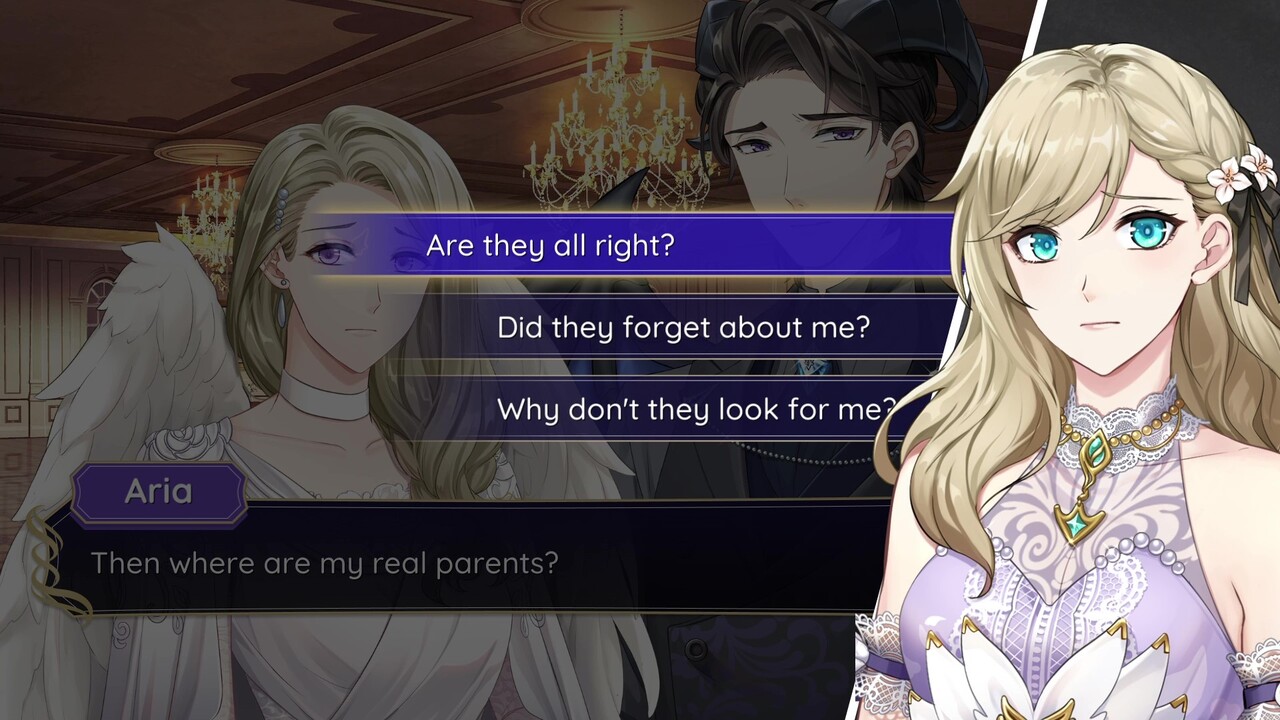 Are they all right?
Did they forget about me?
Why don't they look for me?
Aria
Then where are my real parents?